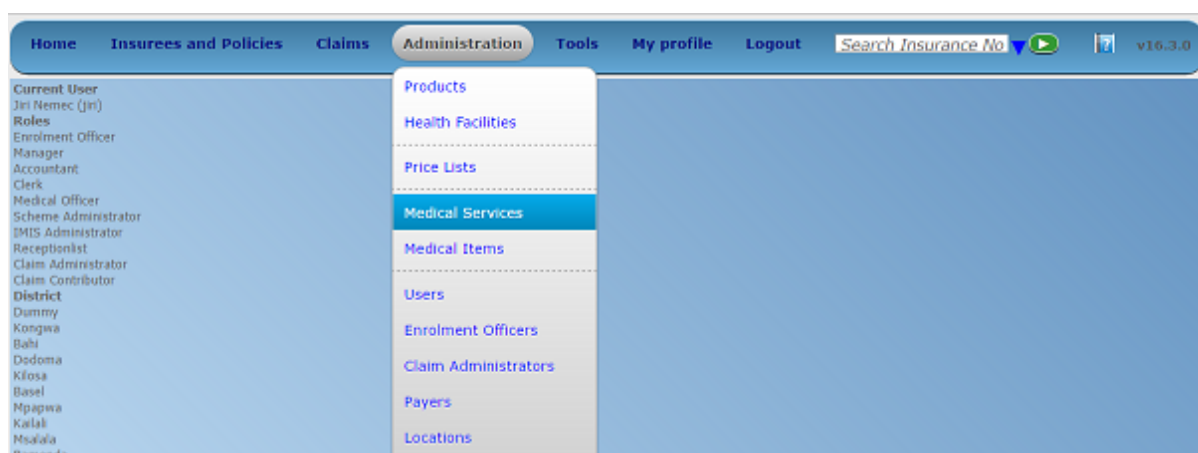 Home Insurees and Policies Claims Administration Tools My profile Logout Search Insurance No ? v16.3.0
Current User
Jiri Nemec (jiri)
Roles
Enrolment Officer
Manager
Accountant
Clerk
Medical Officer
Scheme Administrator
IMIS Administrator
Receptionlist
Claim Administrator
Claim Contributor
District
Dummy
Kongwa
Bahi
Dodoma
Kilosa
Basel
Mpapwa
Kailali
Msalala
Products
Health Facilities
Price Lists
Medical Services
Medical Items
Users
Enrolment Officers
Claim Administrators
Payers
Locations